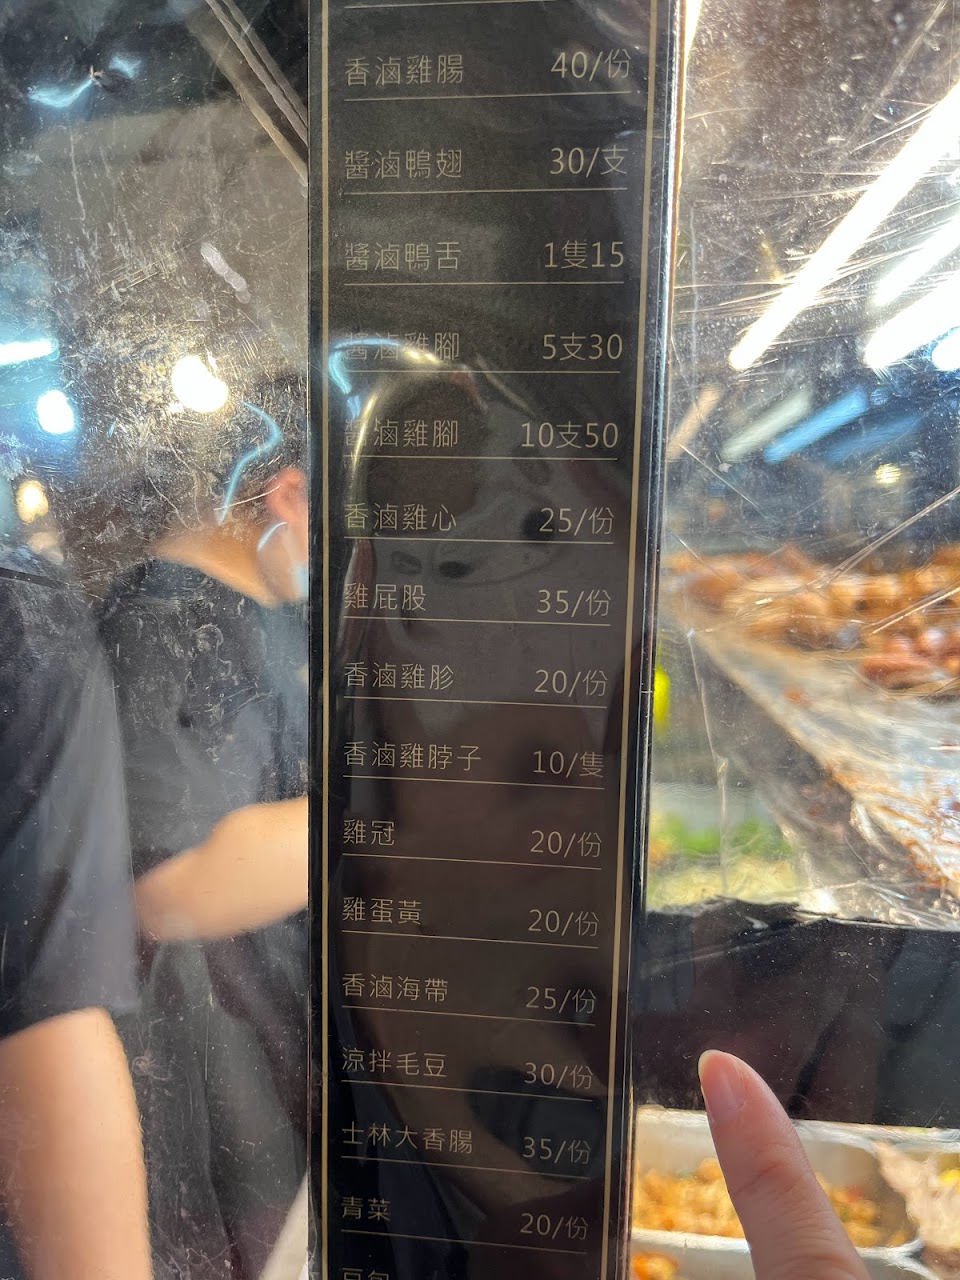 香滷雞腸 40/份
醬滷鴨翅 30/支
醬滷鴨舌 1隻15
醬滷雞腳 5支30
醬滷雞腳 10支50
香滷雞心 25/份
雞屁股 35/份
香滷雞胗 20/份
香滷雞脖子 10/隻
雞冠 20/份
雞蛋黃 20/份
香滷海帶 25/份
涼拌毛豆 30/份
士林大香腸 35/份
青菜 20/份